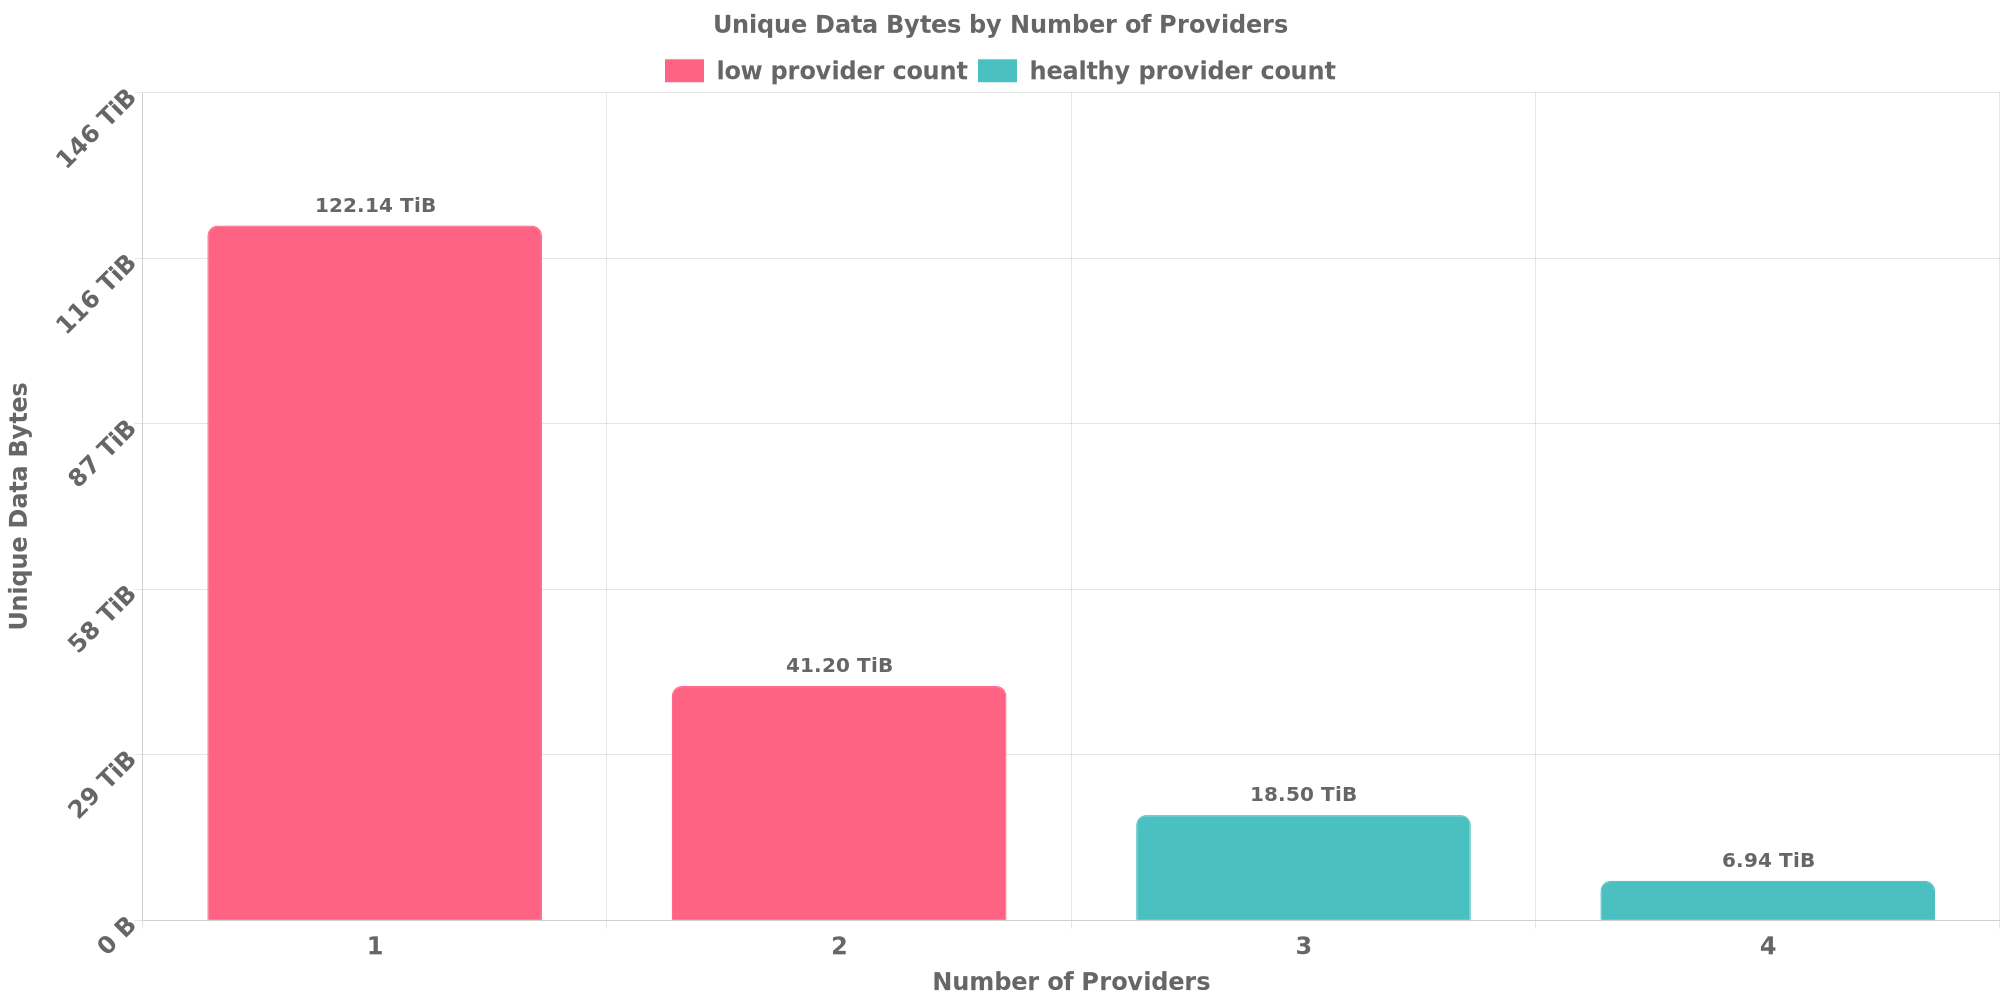 Unique Data Bytes by Number of Providers
low provider count
healthy provider count
146 TiB
116 TiB
87 TiB
58 TiB
29 TiB
0 B
Unique Data Bytes
122.14 TiB
41.20 TiB
18.50 TiB
6.94 TiB
1
2
3
4
Number of Providers